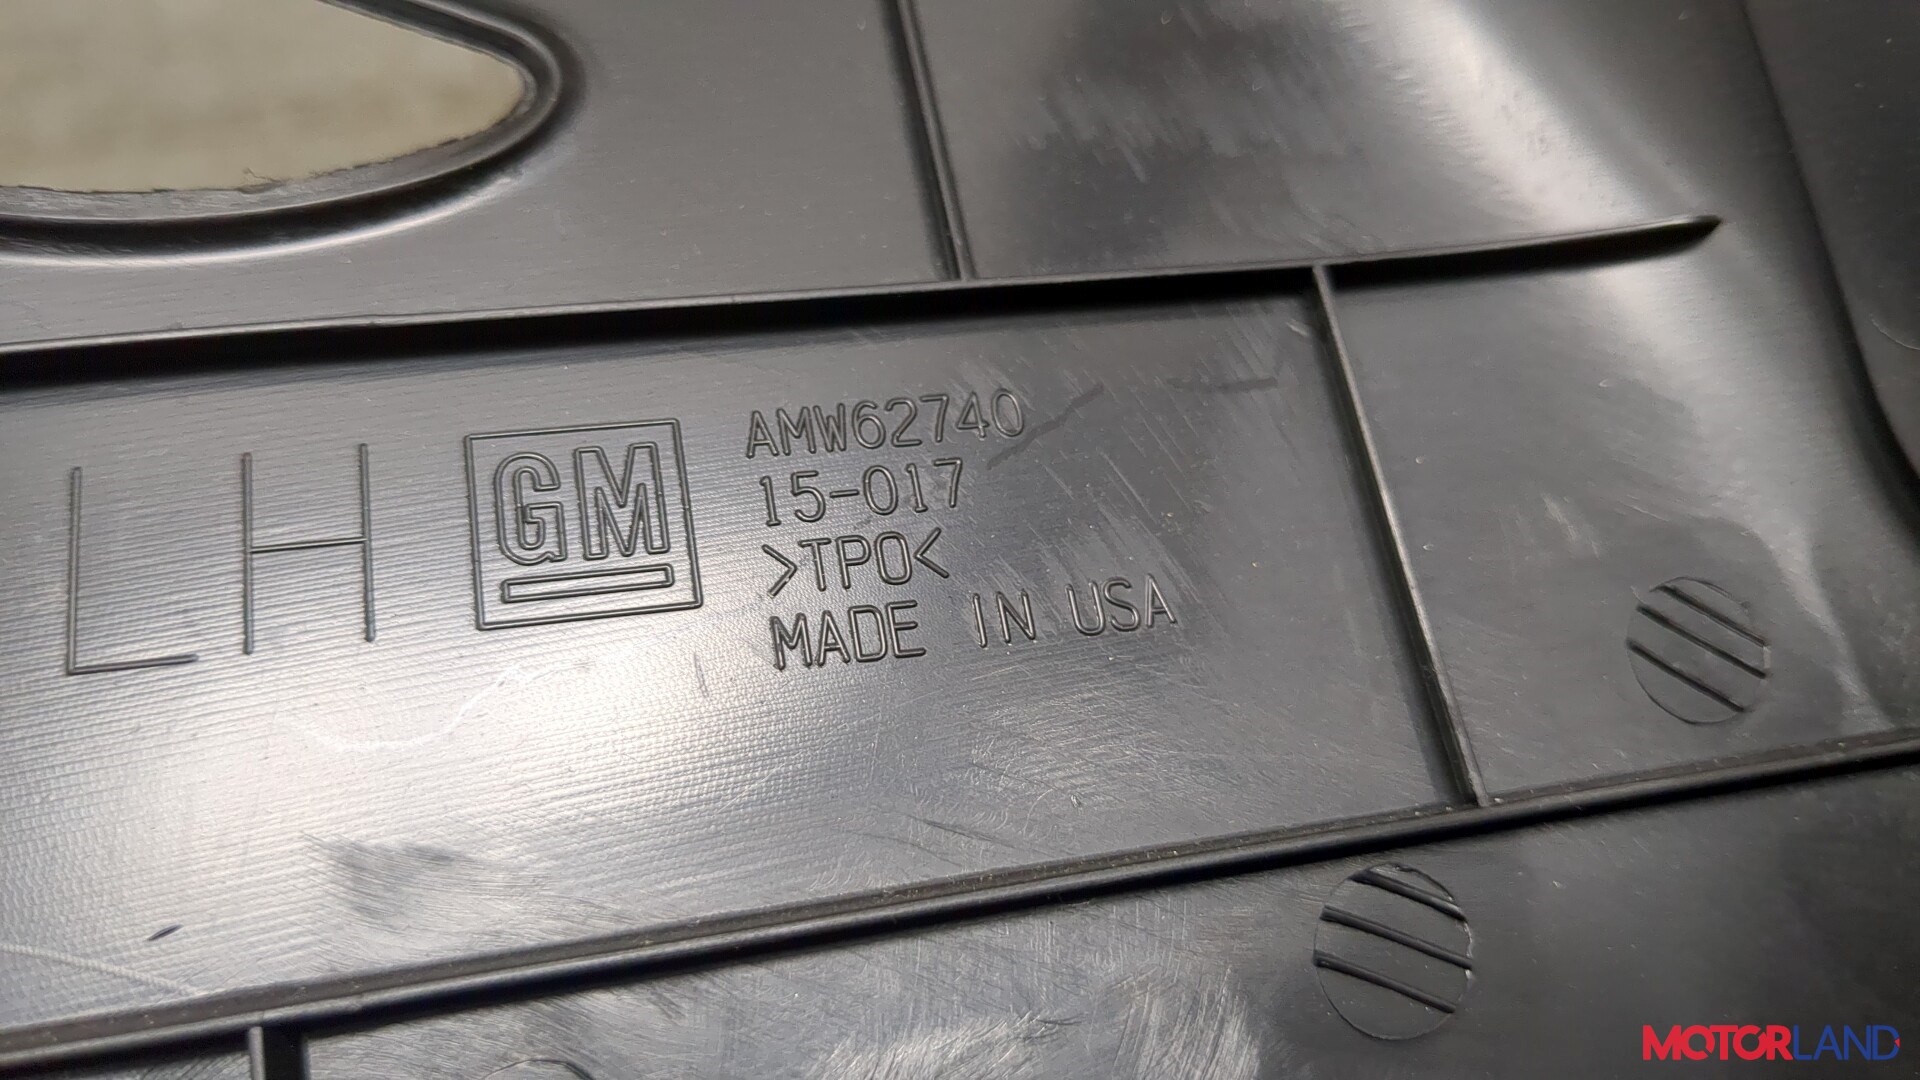 LH
GM
AMW62740
15-017
>TPO<
MADE IN USA
MOTORLAND